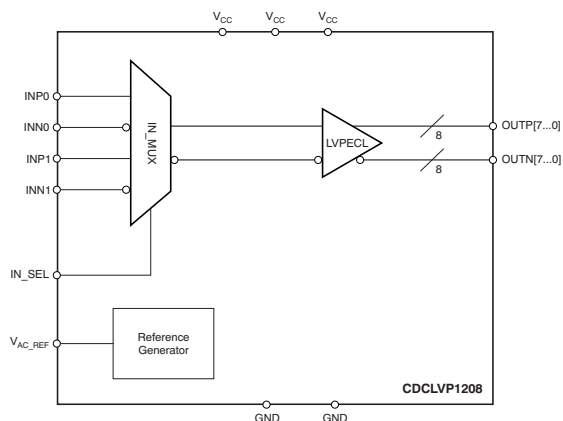 VCC VCC VCC
INP0
INN0
INP1
INN1
IN_MUX
LVPECL
8
OUTP[7...0]
8
OUTN[7...0]
IN_SEL
VAC_REF
Reference
Generator
CDCLVP1208
GND GND